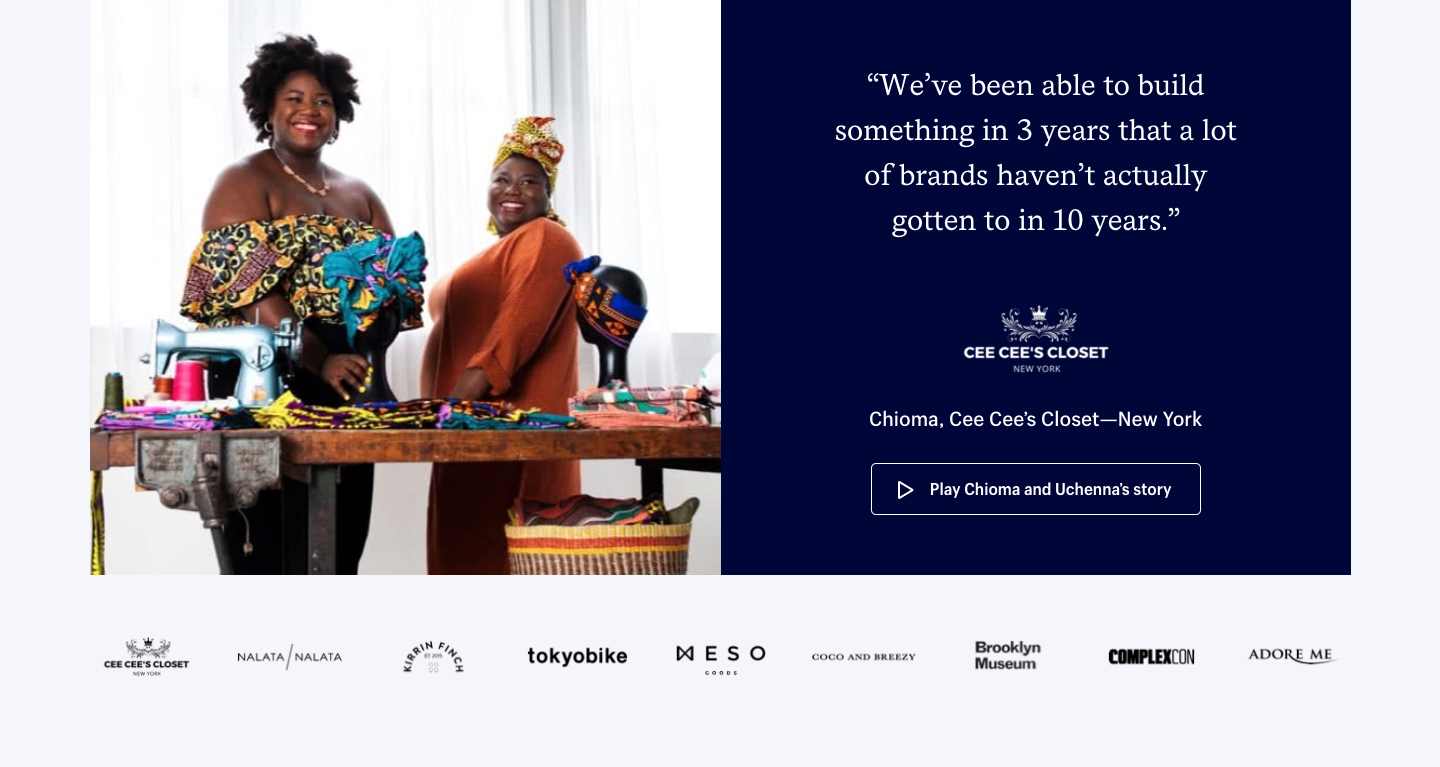 “We’ve been able to build
something in 3 years that a lot
of brands haven’t actually
gotten to in 10 years.”
CEE CEE'S CLOSET
NEW YORK
Chioma, Cee Cee’s Closet—New York
Play Chioma and Uchenna’s story
CEE CEE'S CLOSET
NEW YORK
NALATA/NALATA
KIRRIN FINCH
EST. 2015
tokyobike
MESO
GOODS
COCO AND BREEZY
Brooklyn
Museum
COMPLEXCON
ADORE ME